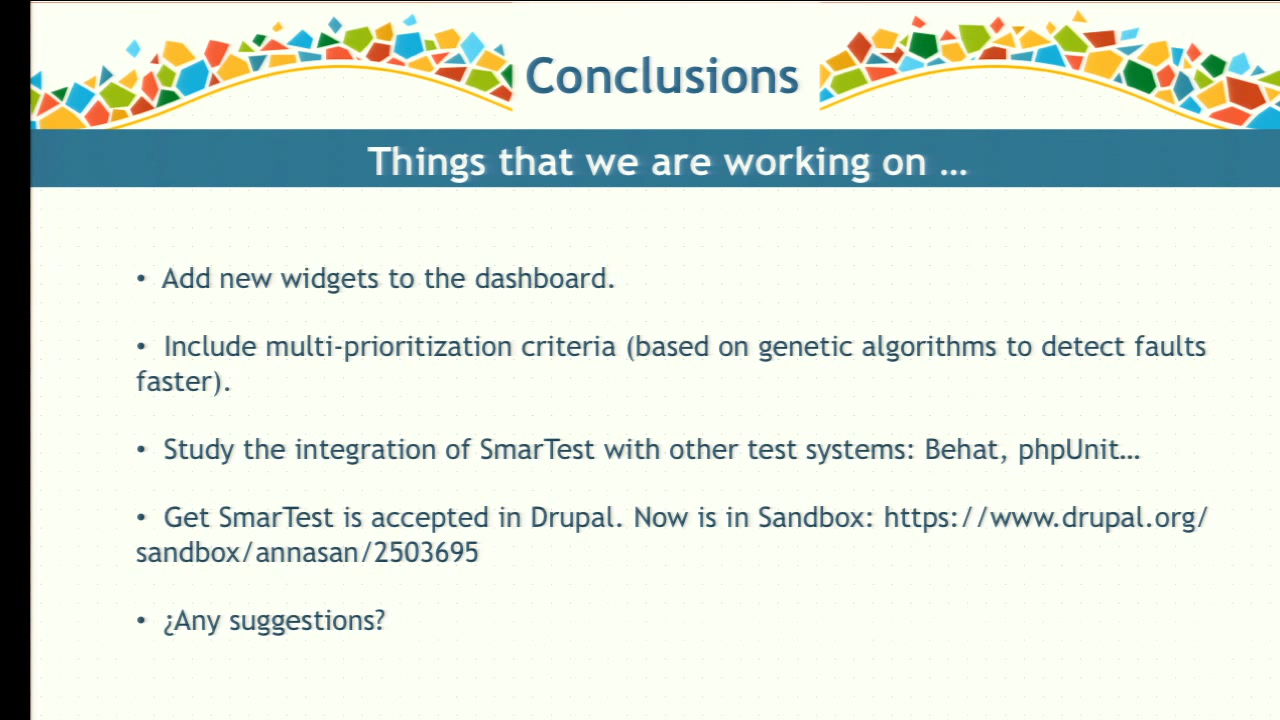 Conclusions
Things that we are working on ...
• Add new widgets to the dashboard.
• Include multi-prioritization criteria (based on genetic algorithms to detect faults
faster).
• Study the integration of SmarTest with other test systems: Behat, phpUnit...
• Get SmarTest is accepted in Drupal. Now is in Sandbox: https://www.drupal.org/
sandbox/annasan/2503695
• ¿Any suggestions?